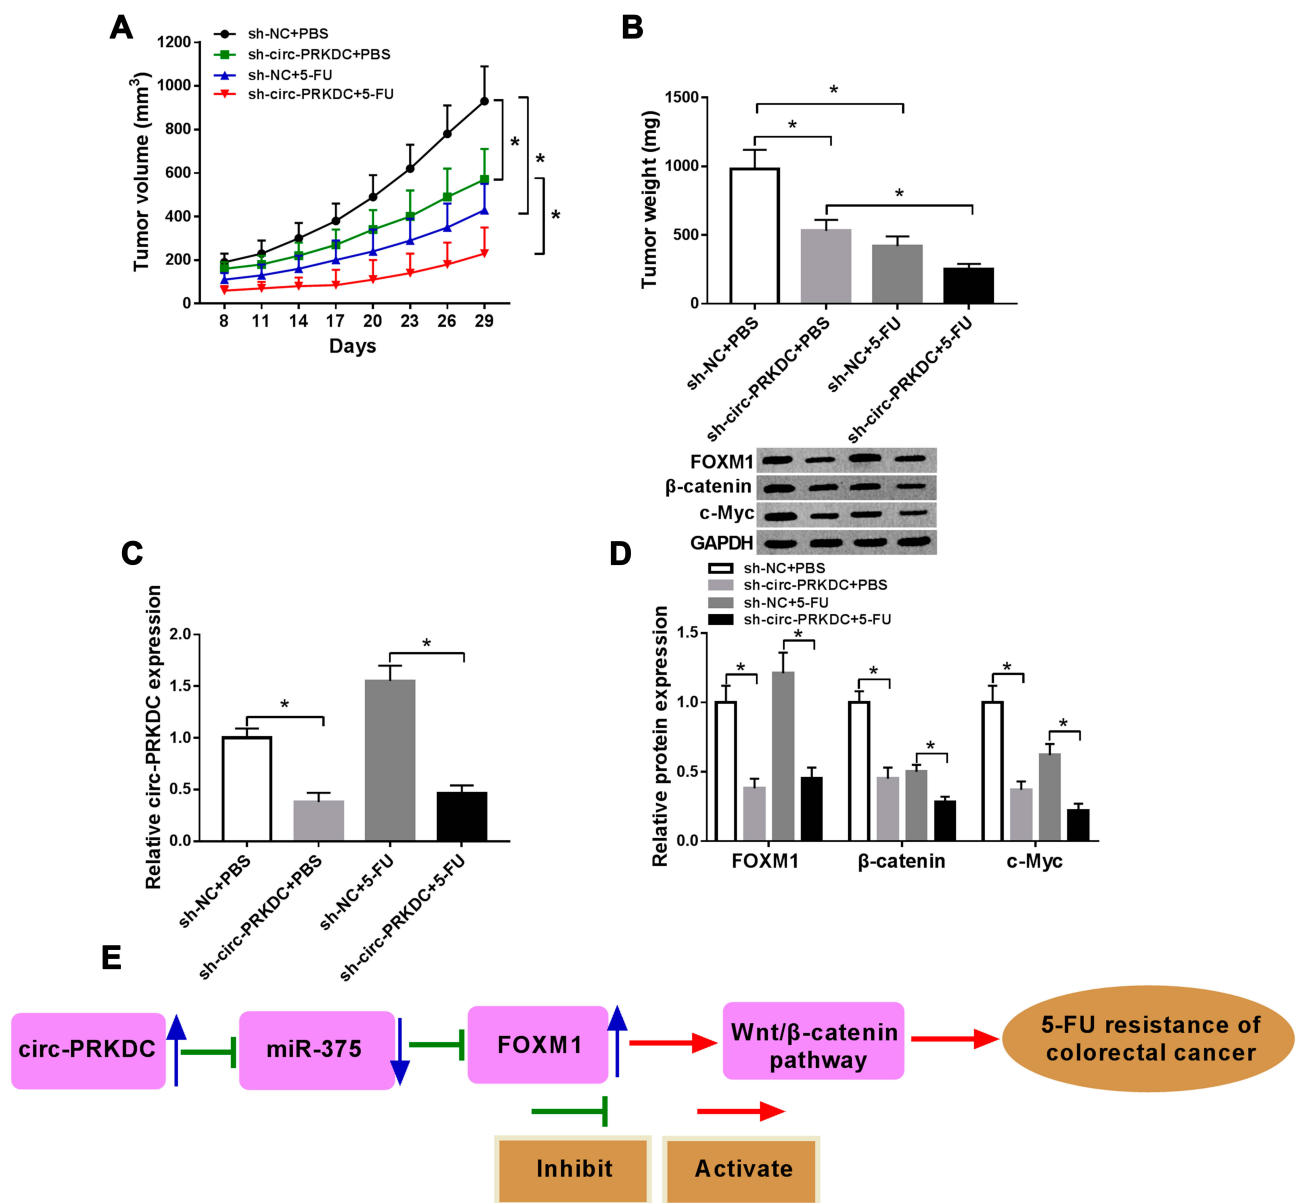 A
sh-NC+PBS
sh-circ-PRKDC+PBS
sh-NC+5-FU
sh-circ-PRKDC+5-FU
Tumor volume (mm³)
1200
1000
800
600
400
200
0
8 11 14 17 20 23 26 29
Days
*
*
*
B
Tumor weight (mg)
1500
1000
500
0
*
*
*
sh-NC+PBS
sh-circ-PRKDC+PBS
sh-NC+5-FU
sh-circ-PRKDC+5-FU
C
Relative circ-PRKDC expression
2.0
1.5
1.0
0.5
0.0
*
*
sh-NC+PBS
sh-circ-PRKDC+PBS
sh-NC+5-FU
sh-circ-PRKDC+5-FU
FOXM1
β-catenin
c-Myc
GAPDH
D
sh-NC+PBS
sh-circ-PRKDC+PBS
sh-NC+5-FU
sh-circ-PRKDC+5-FU
Relative protein expression
1.5
1.0
0.5
0.0
*
*
*
*
*
*
FOXM1 β-catenin c-Myc
E
circ-PRKDC
miR-375
FOXM1
Wnt/β-catenin
pathway
5-FU resistance of
colorectal cancer
Inhibit
Activate